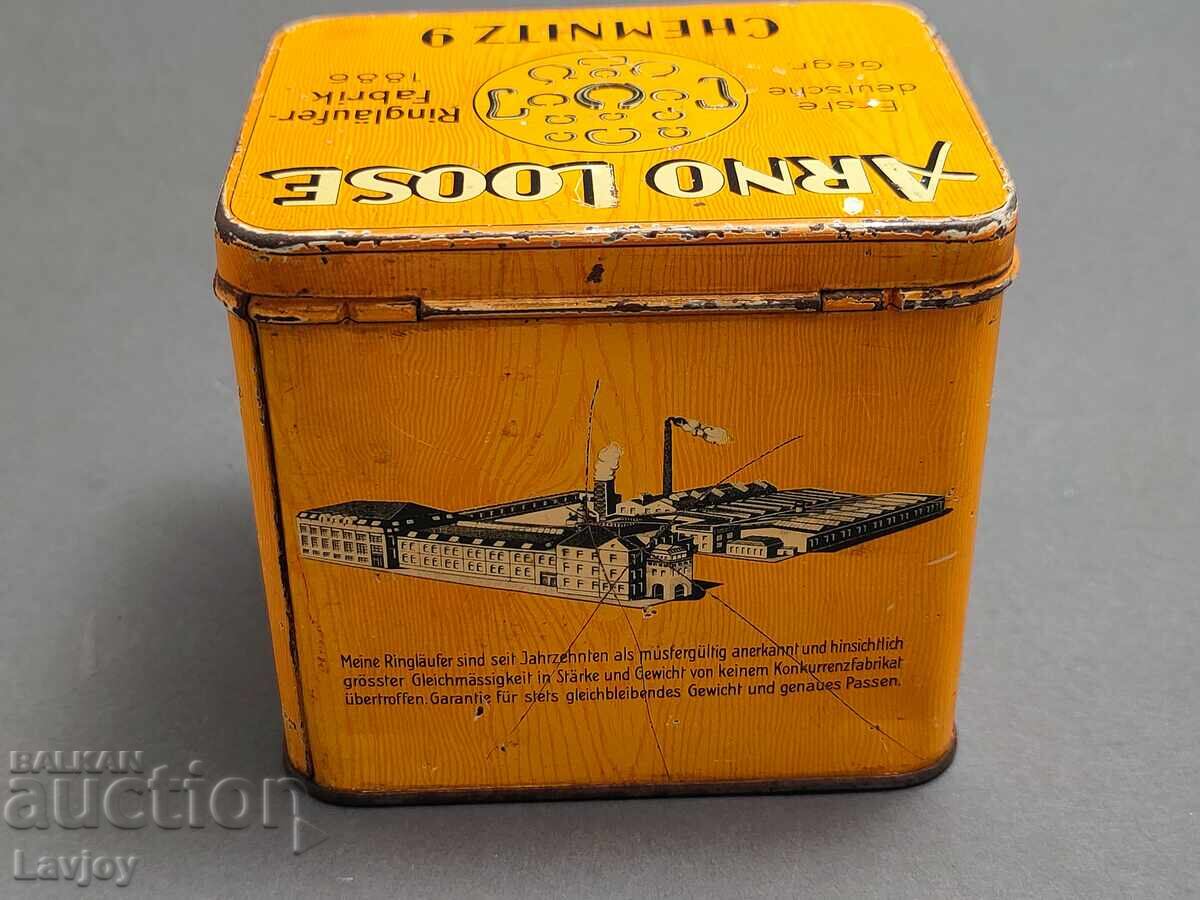 ARNO LOOSE
Erste Ringläufer-
deutsche Fabrik
Gegr. 1886
CHEMNITZ 9
Meine Ringläufer sind seit Jahrzehnten als mustergültig anerkannt und hinsichtlich
grösster Gleichmässigkeit in Stärke und Gewicht von keinem Konkurrenzfabrikat
übertroffen. Garantie für stets gleichbleibendes Gewicht und genaues Passen.
BALKAN
auction
Lavjoy